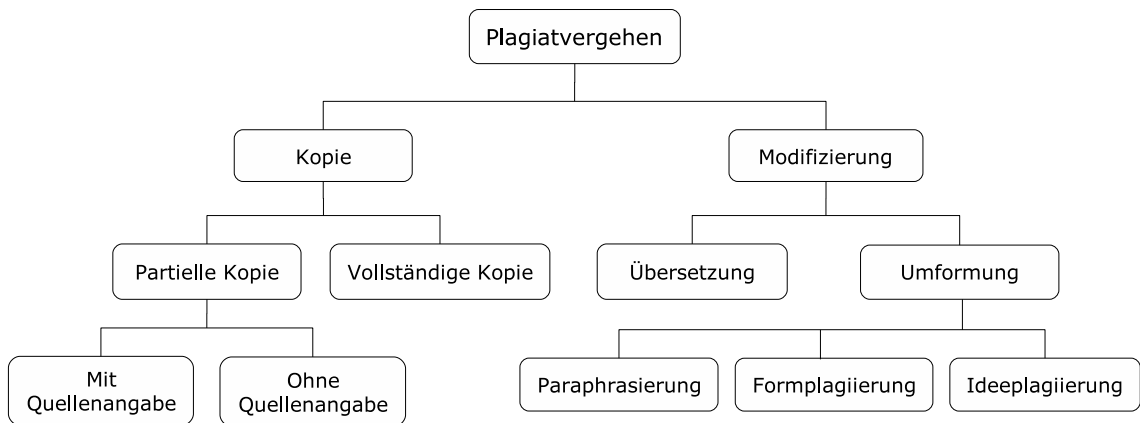 Plagiatvergehen
Kopie
Modifizierung
Partielle Kopie
Vollständige Kopie
Übersetzung
Umformung
Mit
Quellenangabe
Ohne
Quellenangabe
Paraphrasierung
Formplagiierung
Ideeplagiierung